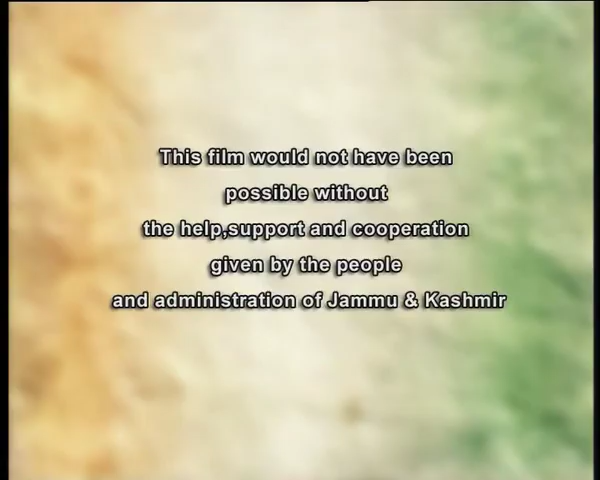 This film would not have been
possible without
the help,support and cooperation
given by the people
and administration of Jammu & Kashmir